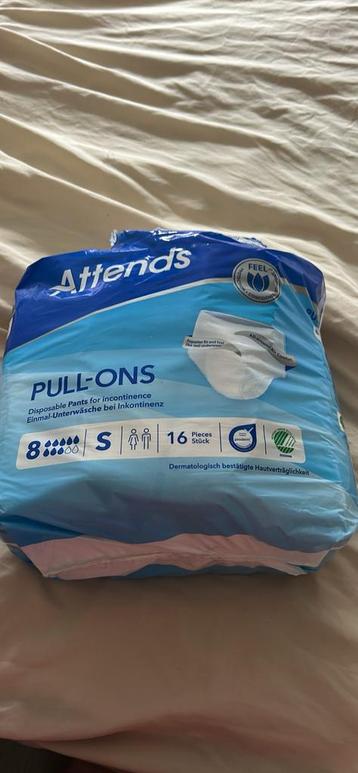 Attends
FEEL
PULL-ONS
Disposable Pants for incontinence
Einmal-Unterwäsche bei Inkontinenz
8 S 16 Pieces
Stück
Dermatologisch bestätigte Hautverträglichkeit